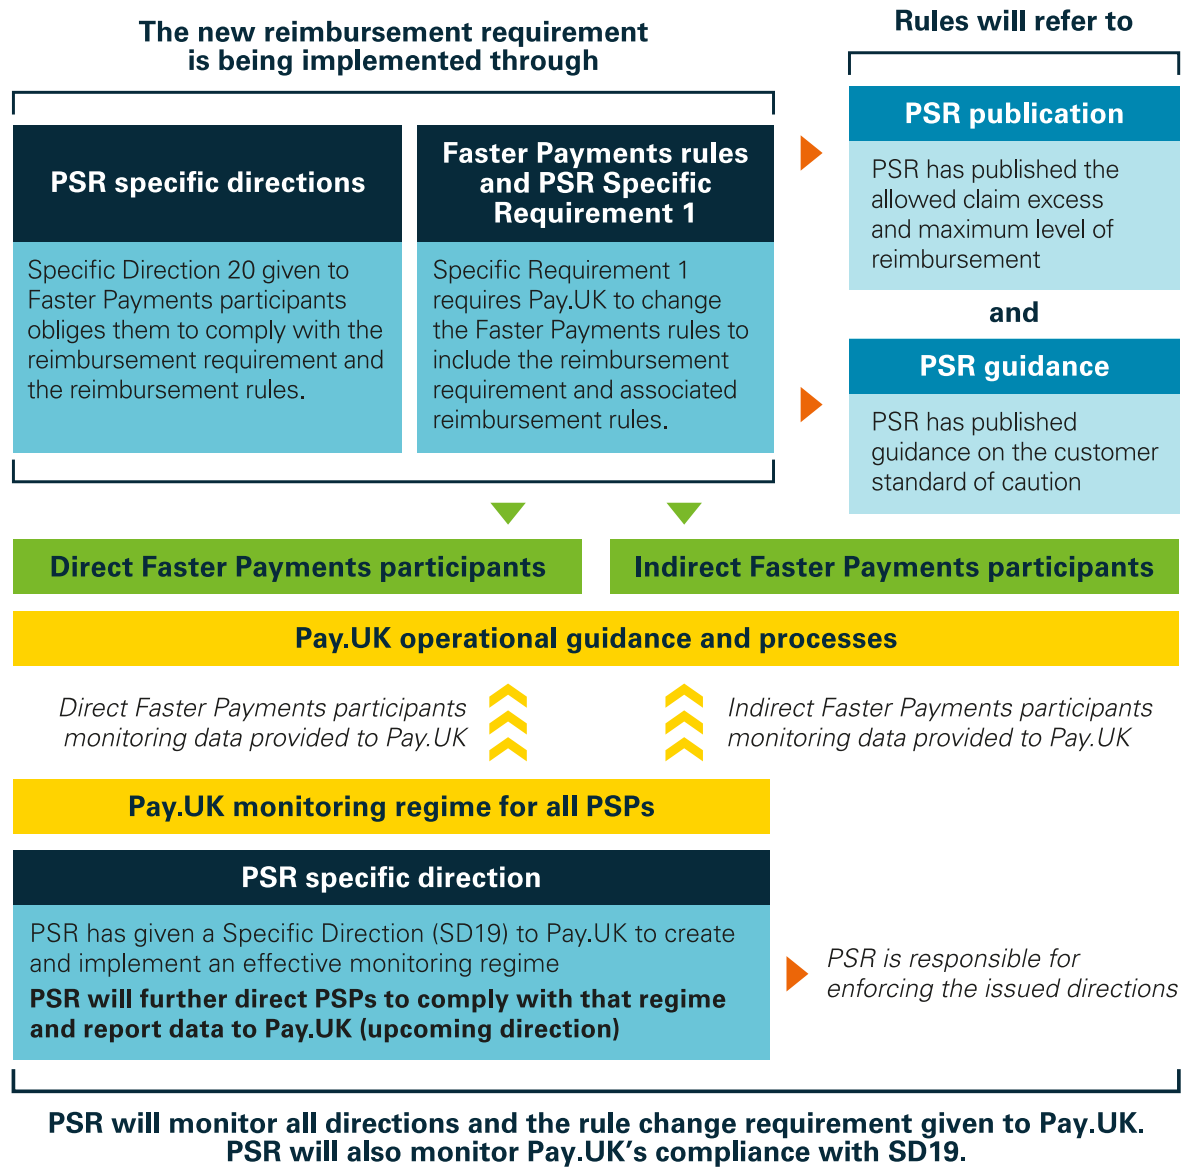 The new reimbursement requirement
is being implemented through
PSR specific directions
Specific Direction 20 given to
Faster Payments participants
obliges them to comply with the
reimbursement requirement and
the reimbursement rules.
Faster Payments rules
and PSR Specific
Requirement 1
Specific Requirement 1
requires Pay.UK to change
the Faster Payments rules to
include the reimbursement
requirement and associated
reimbursement rules.
Rules will refer to
PSR publication
PSR has published the
allowed claim excess
and maximum level of
reimbursement
and
PSR guidance
PSR has published
guidance on the customer
standard of caution
Direct Faster Payments participants
Indirect Faster Payments participants
Pay.UK operational guidance and processes
Direct Faster Payments participants
monitoring data provided to Pay.UK
Indirect Faster Payments participants
monitoring data provided to Pay.UK
Pay.UK monitoring regime for all PSPs
PSR specific direction
PSR has given a Specific Direction (SD19) to Pay.UK to create
and implement an effective monitoring regime
PSR will further direct PSPs to comply with that regime
and report data to Pay.UK (upcoming direction)
PSR is responsible for
enforcing the issued directions
PSR will monitor all directions and the rule change requirement given to Pay.UK.
PSR will also monitor Pay.UK’s compliance with SD19.